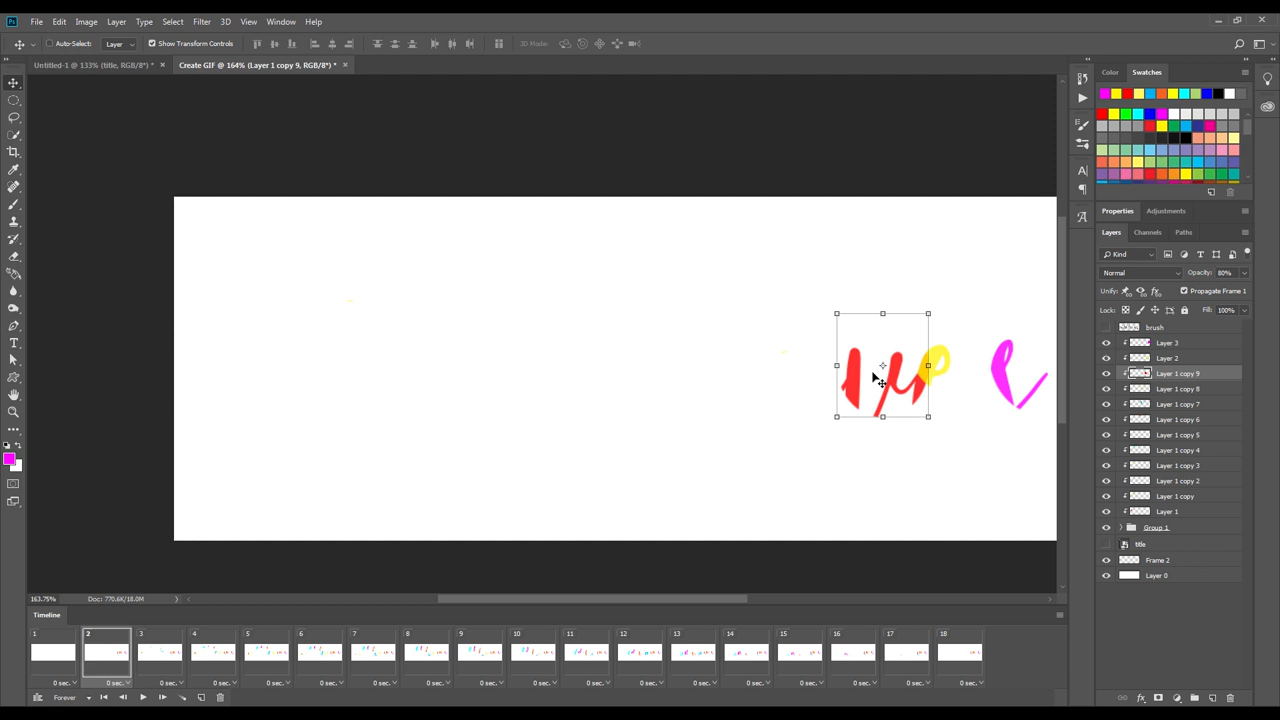 Ps File Edit Image Layer Type Select Filter 3D View Window Help
Auto-Select: Layer Show Transform Controls 3D Mode:
Untitled-1 @ 133% (title, RGB/8*) * × Create GIF @ 164% (Layer 1 copy 9, RGB/8*) * ×
Color Swatches
Properties Adjustments
Layers Channels Paths
Kind
Normal Opacity: 80%
Unify: Propagate Frame 1
Lock: Fill: 100%
brush
Layer 3
Layer 2
Layer 1 copy 9
Layer 1 copy 8
Layer 1 copy 7
Layer 1 copy 6
Layer 1 copy 5
Layer 1 copy 4
Layer 1 copy 3
Layer 1 copy 2
Layer 1 copy
Layer 1
Group 1
title
Frame 2
Layer 0
163.75% Doc: 770.6K/18.0M
Timeline
1 2 3 4 5 6 7 8 9 10 11 12 13 14 15 16 17 18
0 sec. 0 sec. 0 sec. 0 sec. 0 sec. 0 sec. 0 sec. 0 sec. 0 sec. 0 sec. 0 sec. 0 sec. 0 sec. 0 sec. 0 sec. 0 sec. 0 sec. 0 sec.
Forever